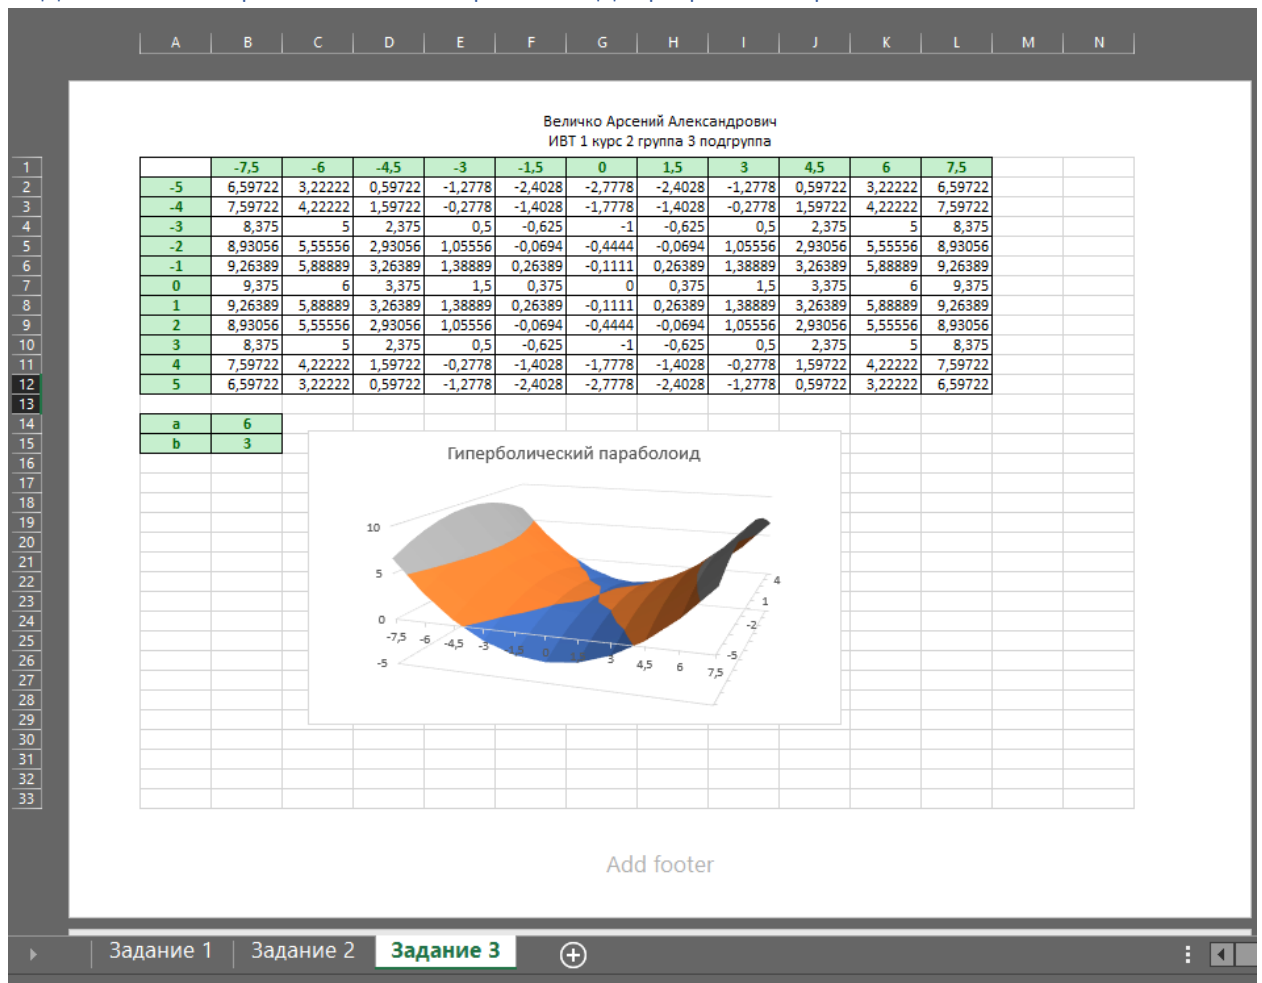 A B C D E F G H I J K L M N
Величко Арсений Александрович
ИВТ 1 курс 2 группа 3 подгруппа
1 -7,5 -6 -4,5 -3 -1,5 0 1,5 3 4,5 6 7,5
2 -5 6,59722 3,22222 0,59722 -1,2778 -2,4028 -2,7778 -2,4028 -1,2778 0,59722 3,22222 6,59722
3 -4 7,59722 4,22222 1,59722 -0,2778 -1,4028 -1,7778 -1,4028 -0,2778 1,59722 4,22222 7,59722
4 -3 8,375 5 2,375 0,5 -0,625 -1 -0,625 0,5 2,375 5 8,375
5 -2 8,93056 5,55556 2,93056 1,05556 -0,0694 -0,4444 -0,0694 1,05556 2,93056 5,55556 8,93056
6 -1 9,26389 5,88889 3,26389 1,38889 0,26389 -0,1111 0,26389 1,38889 3,26389 5,88889 9,26389
7 0 9,375 6 3,375 1,5 0,375 0 0,375 1,5 3,375 6 9,375
8 1 9,26389 5,88889 3,26389 1,38889 0,26389 -0,1111 0,26389 1,38889 3,26389 5,88889 9,26389
9 2 8,93056 5,55556 2,93056 1,05556 -0,0694 -0,4444 -0,0694 1,05556 2,93056 5,55556 8,93056
10 3 8,375 5 2,375 0,5 -0,625 -1 -0,625 0,5 2,375 5 8,375
11 4 7,59722 4,22222 1,59722 -0,2778 -1,4028 -1,7778 -1,4028 -0,2778 1,59722 4,22222 7,59722
12 5 6,59722 3,22222 0,59722 -1,2778 -2,4028 -2,7778 -2,4028 -1,2778 0,59722 3,22222 6,59722
13
14 a 6
15 b 3
16
17
18
19
20
21
22
23
24
25
26
27
28
29
30
31
32
33
Гиперболический параболоид
10
5
0
-5
-7,5 -6 -4,5 -3 -1,5 0 3 4,5 6 7,5
4
1
-2
-5
Add footer
Задание 1 Задание 2 Задание 3